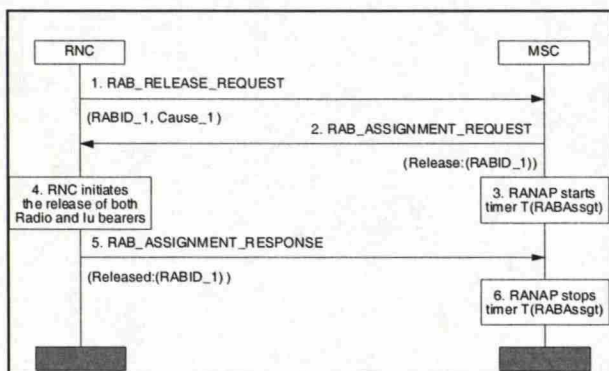 RNC
MSC
1. RAB_RELEASE_REQUEST
(RABID_1, Cause_1)
2. RAB_ASSIGNMENT_REQUEST
(Release:(RABID_1))
4. RNC initiates
the release of both
Radio and Iu bearers
3. RANAP starts
timer T(RABAssgt)
5. RAB_ASSIGNMENT_RESPONSE
(Released:(RABID_1) )
6. RANAP stops
timer T(RABAssgt)